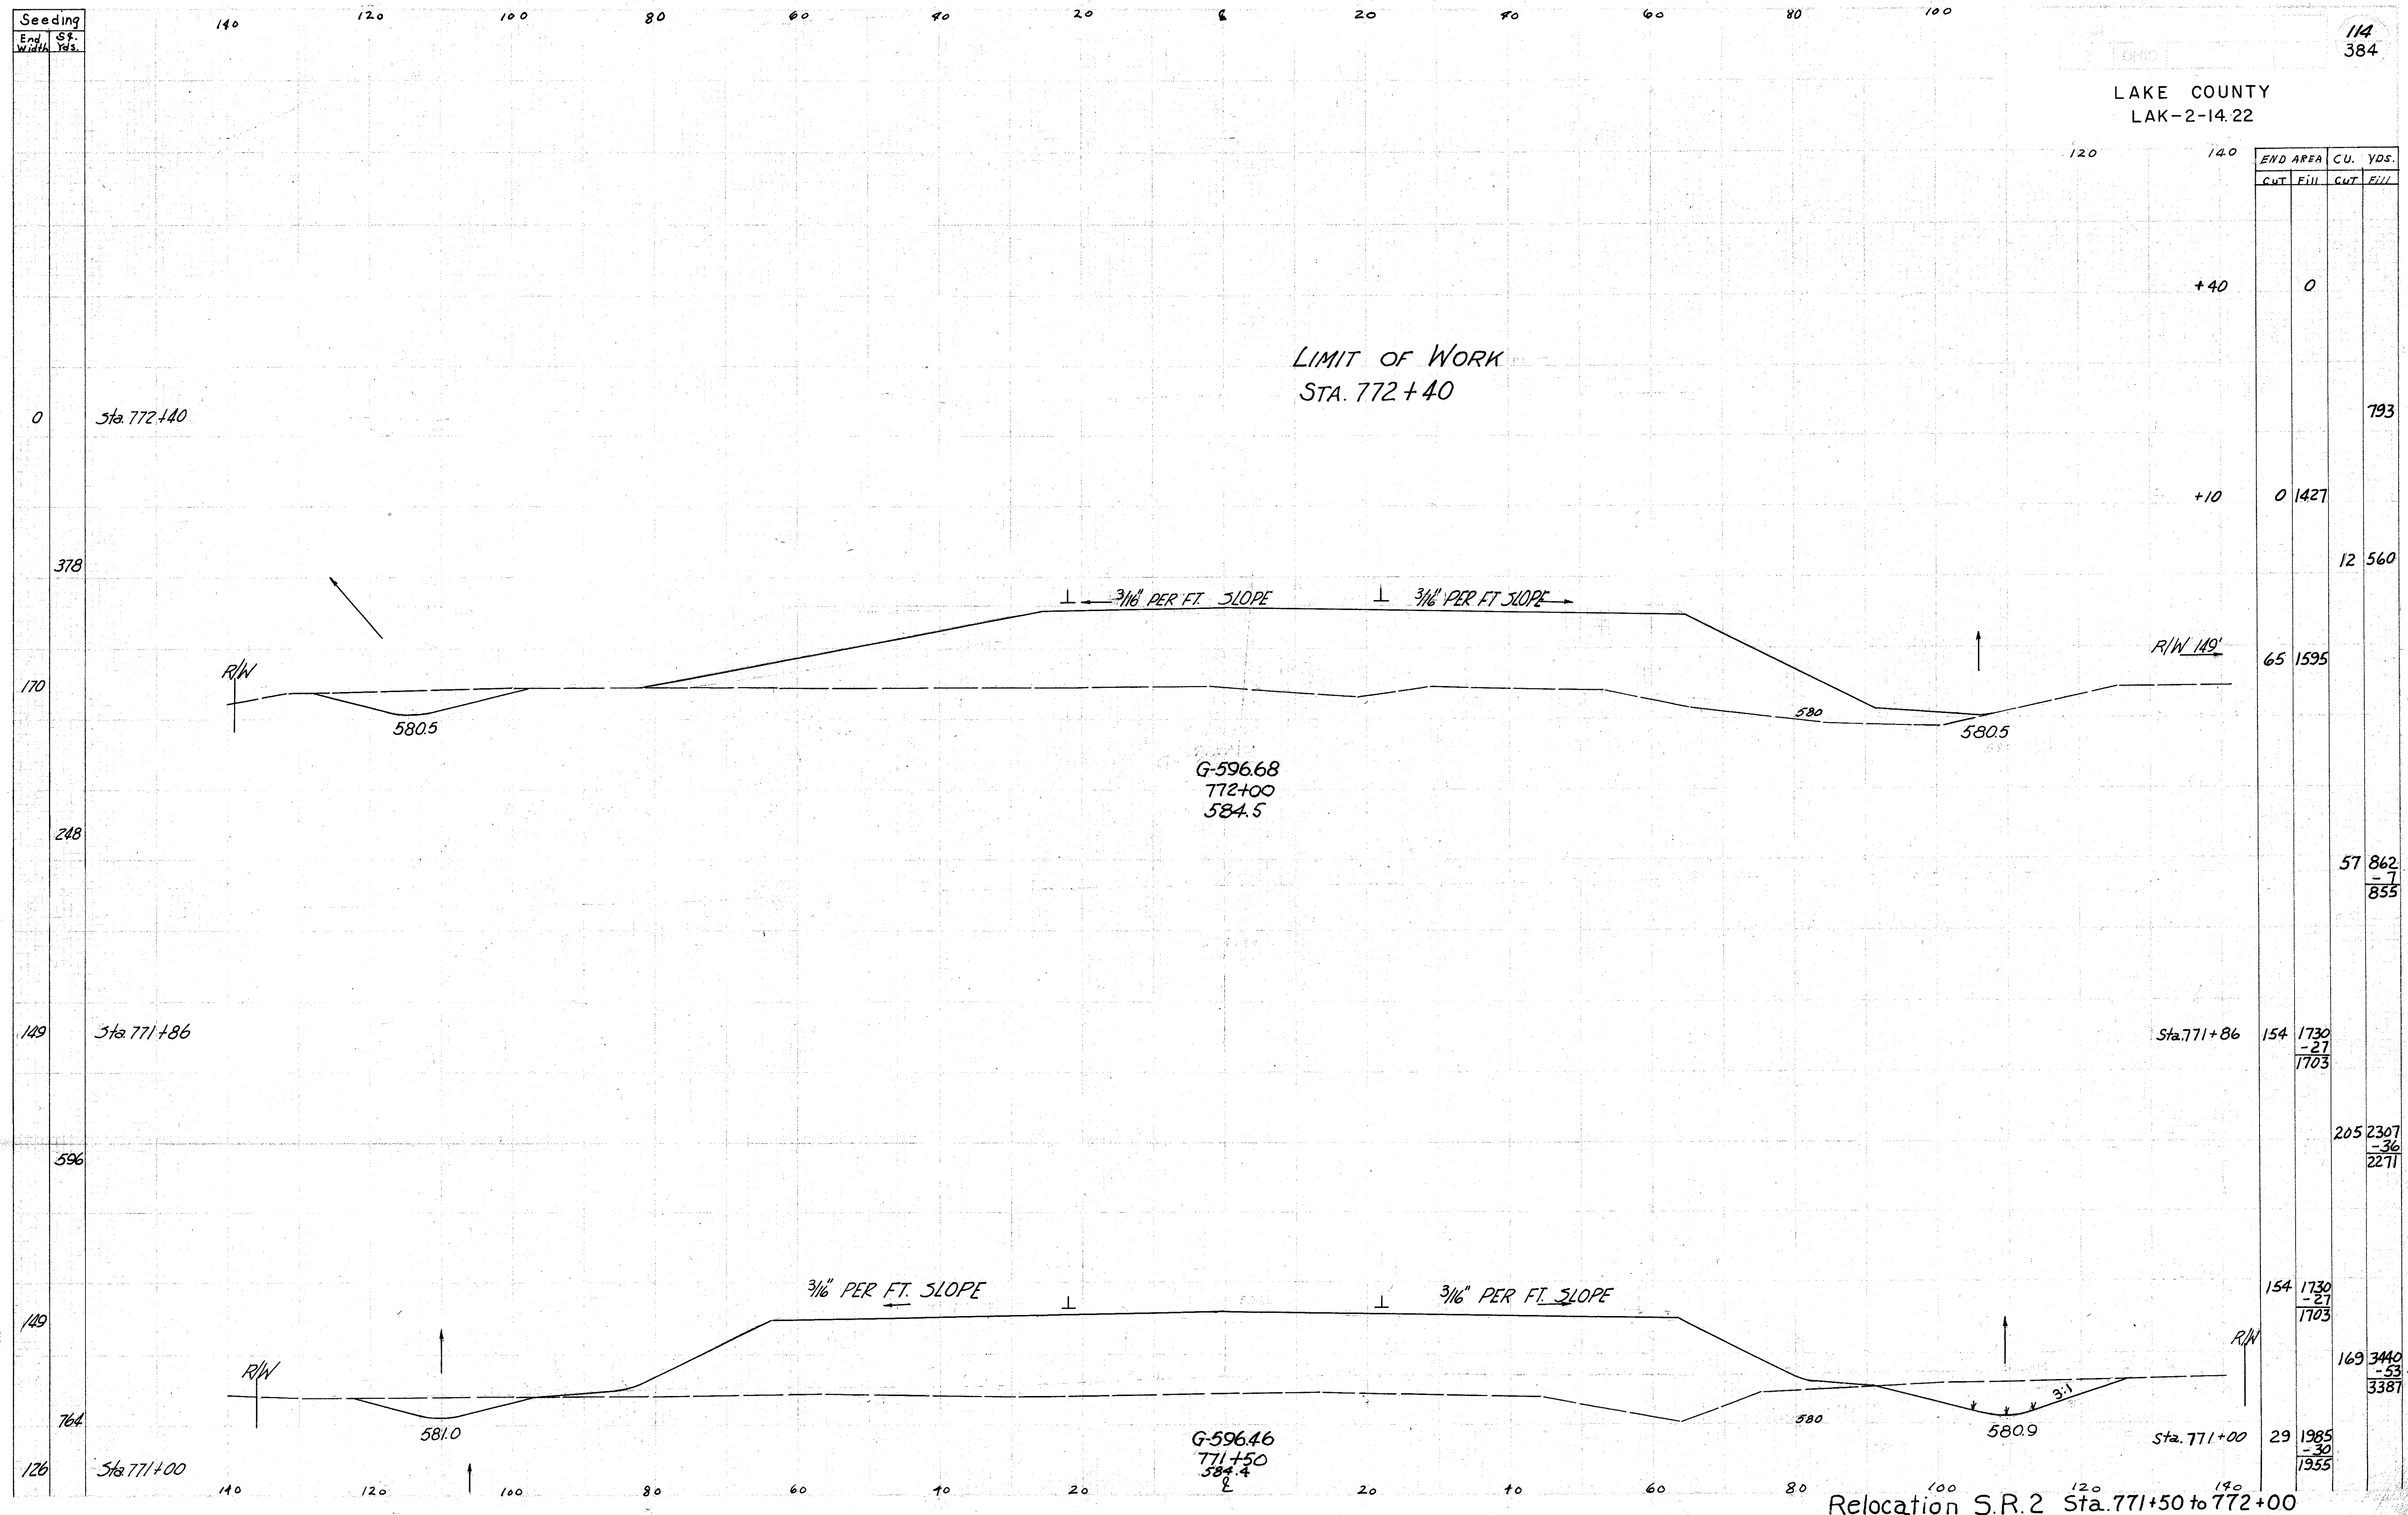 Seeding
End Width Sq. Yds.
140 120 100 80 60 40 20 ℄ 20 40 60 80 100
114
384
LAKE COUNTY
LAK-2-14.22
120 140
END AREA CU. YDS.
CUT Fill CUT Fill
+40 0
LIMIT OF WORK
STA. 772+40
0 Sta. 772+40
793
+10 0 1427
378
12 560
⊥ 3/16" PER FT. SLOPE ⊥ 3/16" PER FT SLOPE
R/W
R/W 149'
65 1595
170
580
580.5
580.5
G-596.68
772+00
584.5
248
57 862
-7
855
149 Sta. 771+86
Sta. 771+86 154 1730
-27
1703
205 2307
-36
2271
596
3/16" PER FT. SLOPE ⊥ ⊥ 3/16" PER FT. SLOPE
154 1730
-27
1703
149
R/W
R/W
169 3440
-53
3387
3:1
764
580
581.0
580.9
G-596.46
771+50
584.4
℄
Sta. 771+00 29 1985
-30
1955
126 Sta. 771+00
140 120 100 80 60 40 20 20 40 60 80 100 120 140
Relocation S.R. 2 Sta. 771+50 to 772+00